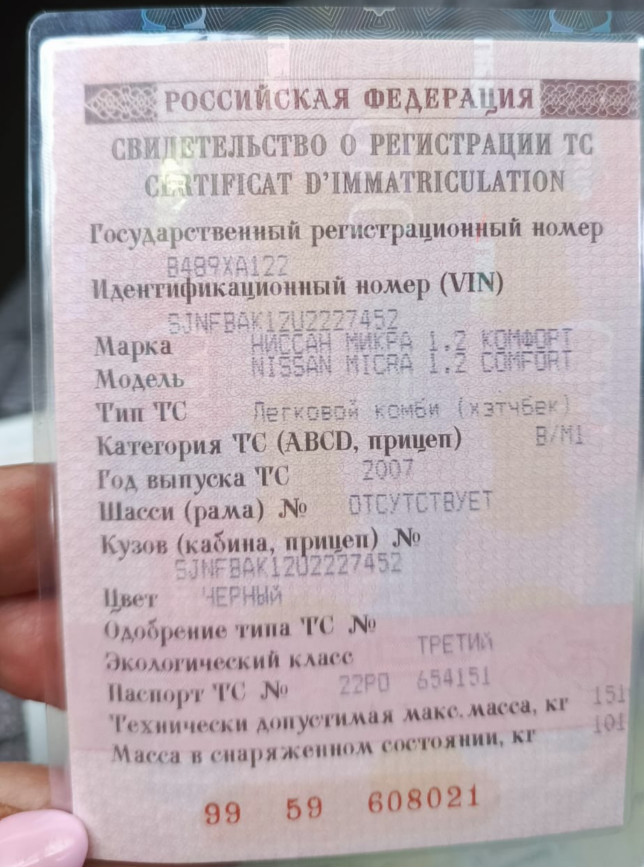 РОССИЙСКАЯ ФЕДЕРАЦИЯ
СВИДЕТЕЛЬСТВО О РЕГИСТРАЦИИ ТС
CERTIFICAT D'IMMATRICULATION
Государственный регистрационный номер
В489ХА122
Идентификационный номер (VIN)
SJNFBAK12U2227452
Марка НИССАН МИКРА 1.2 КОМФОРТ
Модель NISSAN MICRA 1.2 COMFORT
Тип ТС Легковой комби (хэтчбек)
Категория ТС (ABCD, прицеп) B/M1
Год выпуска ТС 2007
Шасси (рама) № ОТСУТСТВУЕТ
Кузов (кабина, прицеп) №
SJNFBAK12U2227452
Цвет ЧЕРНЫЙ
Одобрение типа ТС №
Экологический класс ТРЕТИЙ
Паспорт ТС № 22РО 654151
Технически допустимая макс. масса, кг 151
Масса в снаряженном состоянии, кг 101
99 59 608021